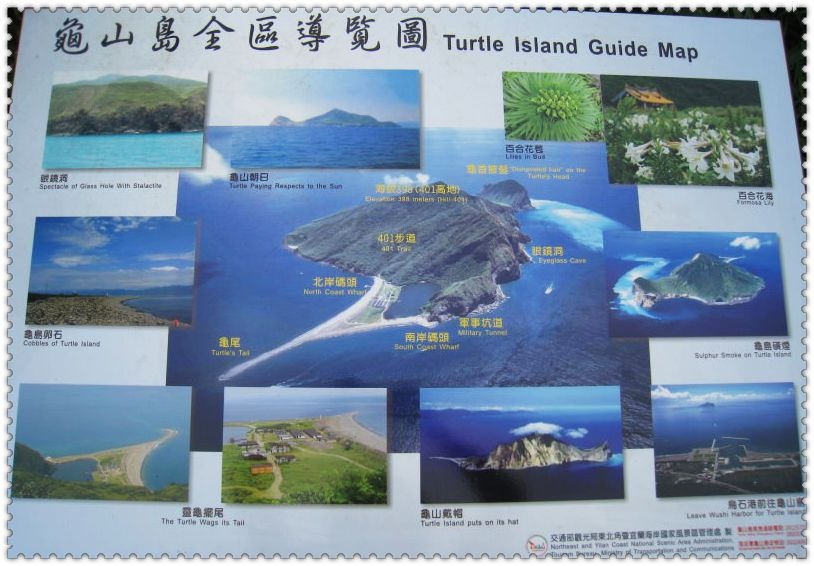 龜山島全區導覽圖 Turtle Island Guide Map
眼鏡洞
Spectacle of Glass Hole With Stalactite
龜山朝日
Turtle Paying Respects to the Sun
百合花苞
Lilies in Bud
百合花海
Formosa Lily
"Disheveled hair" on the
Turtle's Head
海拔398 (401高地)
Elevation 398 meters (Hill-401)
401步道
401 Trail
眼鏡洞
Eyeglass Cave
北岸碼頭
North Coast Wharf
軍事坑道
Military Tunnel
南岸碼頭
South Coast Wharf
龜尾
Turtle's Tail
龜島卵石
Cobbles of Turtle Island
龜島磺煙
Sulphur Smoke on Turtle Island
靈龜擺尾
The Turtle Wags its Tail
龜山戴帽
Turtle Island puts on its hat
烏石港前往龜山島
Leave Wushi Harbor for Turtle Island
交通部觀光局東北角暨宜蘭海岸國家風景區管理處 製
Northeast and Yilan Coast National Scenic Area Administration,
Tourism Bureau, Ministry of Transportation and Communications